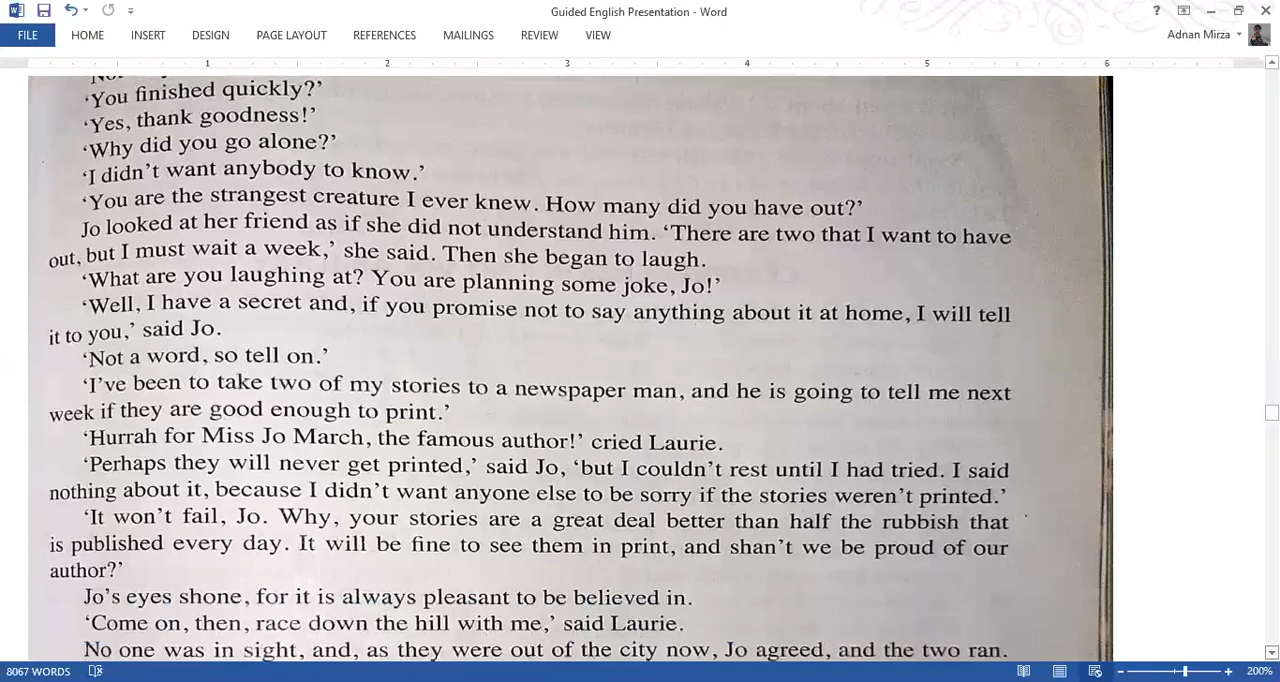 Guided English Presentation - Word
?
FILE HOME INSERT DESIGN PAGE LAYOUT REFERENCES MAILINGS REVIEW VIEW Adnan Mirza
1 2 3 4 5 6
‘You finished quickly?’
‘Yes, thank goodness!’
‘Why did you go alone?’
‘I didn’t want anybody to know.’
‘You are the strangest creature I ever knew. How many did you have out?’
Jo looked at her friend as if she did not understand him. ‘There are two that I want to have
out, but I must wait a week,’ she said. Then she began to laugh.
‘What are you laughing at? You are planning some joke, Jo!’
‘Well, I have a secret and, if you promise not to say anything about it at home, I will tell
it to you,’ said Jo.
‘Not a word, so tell on.’
‘I’ve been to take two of my stories to a newspaper man, and he is going to tell me next
week if they are good enough to print.’
‘Hurrah for Miss Jo March, the famous author!’ cried Laurie.
‘Perhaps they will never get printed,’ said Jo, ‘but I couldn’t rest until I had tried. I said
nothing about it, because I didn’t want anyone else to be sorry if the stories weren’t printed.’
‘It won’t fail, Jo. Why, your stories are a great deal better than half the rubbish that
is published every day. It will be fine to see them in print, and shan’t we be proud of our
author?’
Jo’s eyes shone, for it is always pleasant to be believed in.
‘Come on, then, race down the hill with me,’ said Laurie.
No one was in sight, and, as they were out of the city now, Jo agreed, and the two ran.
8067 WORDS 200%